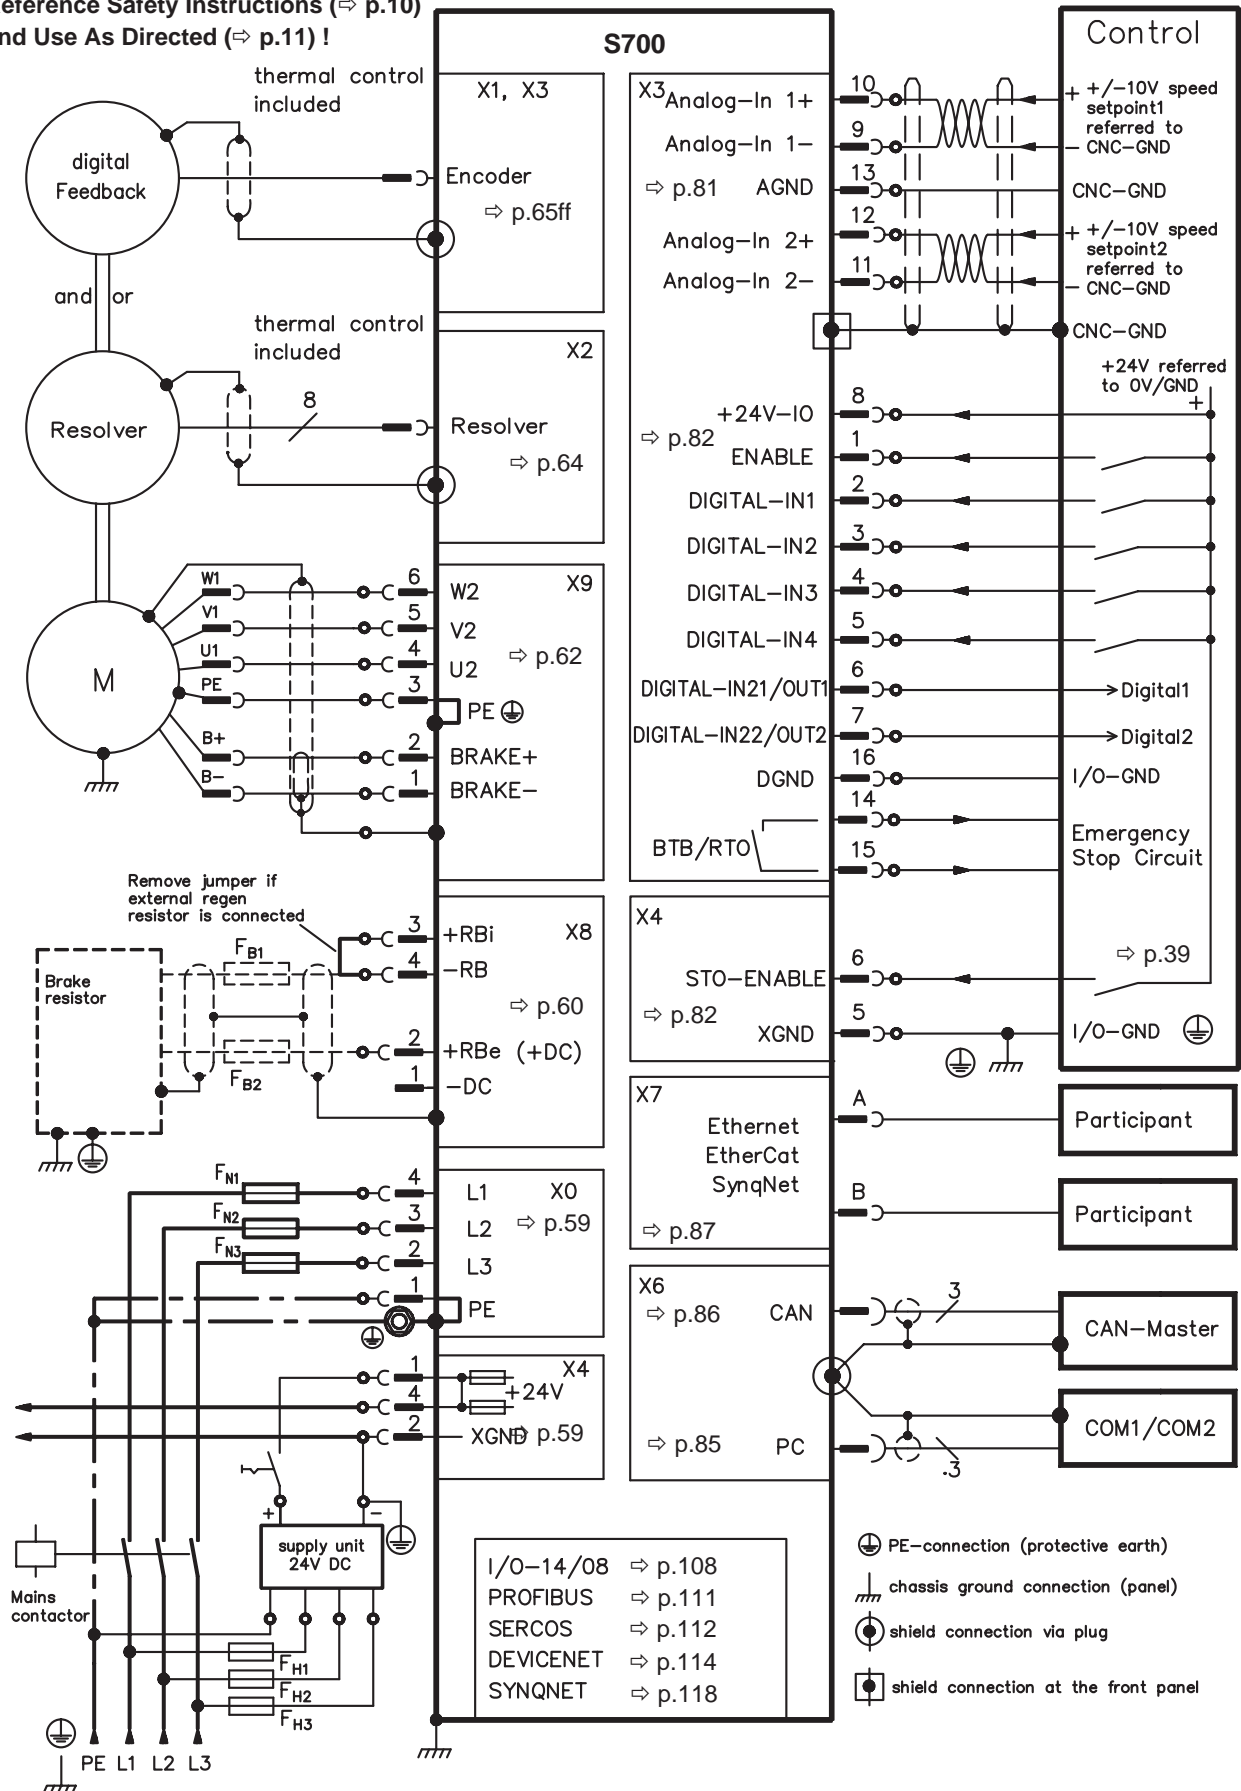 eference Safety Instructions (⇨ p.10)
nd Use As Directed (⇨ p.11) !
S700
Control
thermal control
included
digital
Feedback
X1, X3
Encoder
⇨ p.65ff
and or
thermal control
included
Resolver
8
X2
Resolver
⇨ p.64
M
W1
V1
U1
PE
B+
B-
6
5
4
3
2
1
X9
W2
V2
U2
⇨ p.62
PE
BRAKE+
BRAKE-
Remove jumper if
external regen
resistor is connected
Brake
resistor
FB1
FB2
3
4
2
1
+RBi
X8
-RB
⇨ p.60
+RBe (+DC)
-DC
FN1
FN2
FN3
4
3
2
1
L1
X0
L2
⇨ p.59
L3
PE
1
4
2
X4
+24V
XGND
⇨ p.59
+
-
supply unit
24V DC
Mains
contactor
FH1
FH2
FH3
PE L1 L2 L3
X3
Analog-In 1+
10
Analog-In 1-
9
⇨ p.81
AGND
13
Analog-In 2+
12
Analog-In 2-
11
+ +/-10V speed
setpoint1
referred to
- CNC-GND
CNC-GND
+ +/-10V speed
setpoint2
referred to
- CNC-GND
CNC-GND
+24V referred
to 0V/GND
+
+24V-IO
8
⇨ p.82
ENABLE
1
DIGITAL-IN1
2
DIGITAL-IN2
3
DIGITAL-IN3
4
DIGITAL-IN4
5
DIGITAL-IN21/OUT1
6
Digital1
DIGITAL-IN22/OUT2
7
Digital2
DGND
16
I/O-GND
14
BTB/RTO
15
Emergency
Stop Circuit
X4
STO-ENABLE
6
⇨ p.39
⇨ p.82
XGND
5
I/O-GND
X7
Ethernet
EtherCat
SynqNet
⇨ p.87
A
Participant
B
Participant
X6
⇨ p.86
CAN
3
CAN-Master
⇨ p.85
PC
.3
COM1/COM2
I/O-14/08 ⇨ p.108
PROFIBUS ⇨ p.111
SERCOS ⇨ p.112
DEVICENET ⇨ p.114
SYNQNET ⇨ p.118
PE-connection (protective earth)
chassis ground connection (panel)
shield connection via plug
shield connection at the front panel